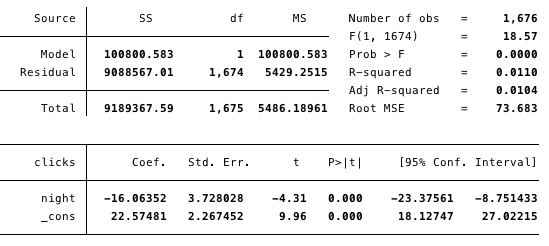 Source SS df MS Number of obs = 1,676
F(1, 1674) = 18.57
Model 100800.583 1 100800.583 Prob > F = 0.0000
Residual 9088567.01 1,674 5429.2515 R-squared = 0.0110
Adj R-squared = 0.0104
Total 9189367.59 1,675 5486.18961 Root MSE = 73.683
clicks Coef. Std. Err. t P>|t| [95% Conf. Interval]
night −16.06352 3.728028 −4.31 0.000 −23.37561 −8.751433
_cons 22.57481 2.267452 9.96 0.000 18.12747 27.02215